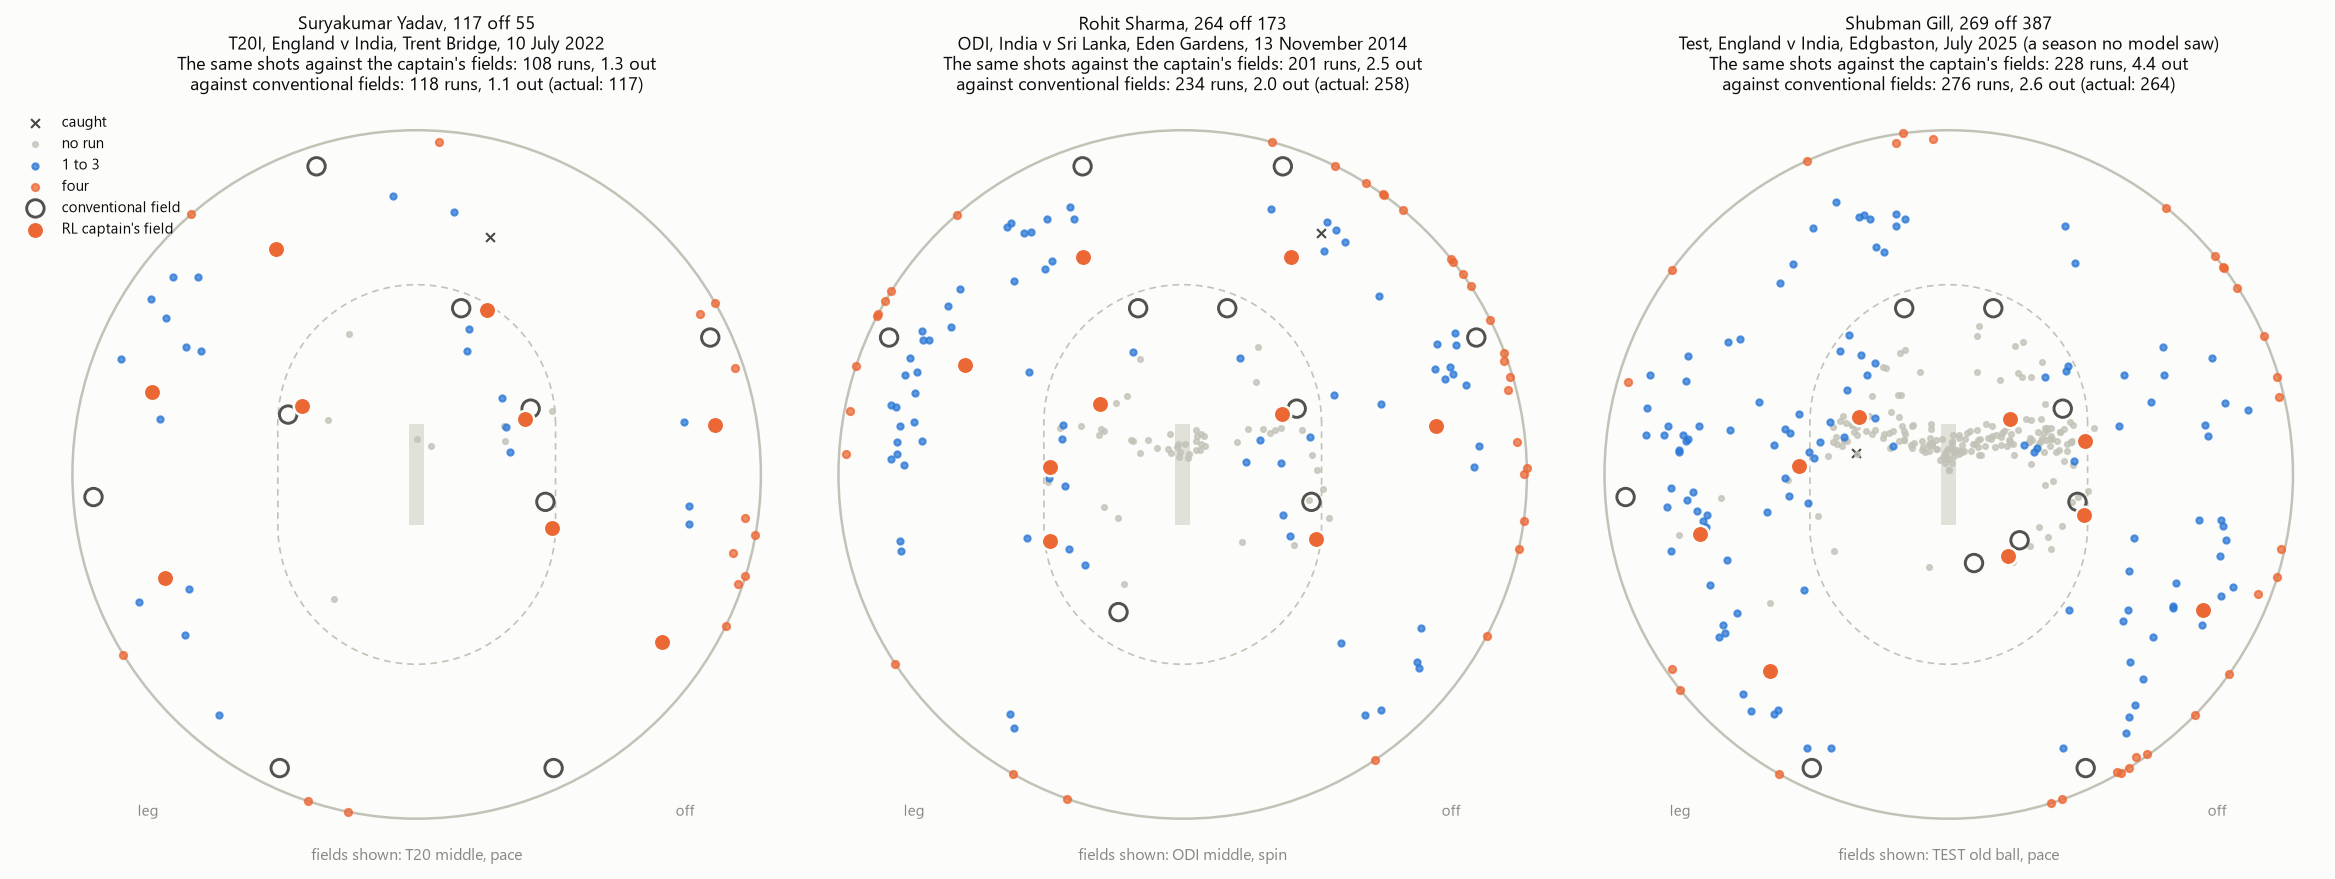 Suryakumar Yadav, 117 off 55
T20I, England v India, Trent Bridge, 10 July 2022
The same shots against the captain's fields: 108 runs, 1.3 out
against conventional fields: 118 runs, 1.1 out (actual: 117)
Rohit Sharma, 264 off 173
ODI, India v Sri Lanka, Eden Gardens, 13 November 2014
The same shots against the captain's fields: 201 runs, 2.5 out
against conventional fields: 234 runs, 2.0 out (actual: 258)
Shubman Gill, 269 off 387
Test, England v India, Edgbaston, July 2025 (a season no model saw)
The same shots against the captain's fields: 228 runs, 4.4 out
against conventional fields: 276 runs, 2.6 out (actual: 264)
caught
no run
1 to 3
four
conventional field
RL captain's field
leg
off
leg
off
leg
off
fields shown: T20 middle, pace
fields shown: ODI middle, spin
fields shown: TEST old ball, pace